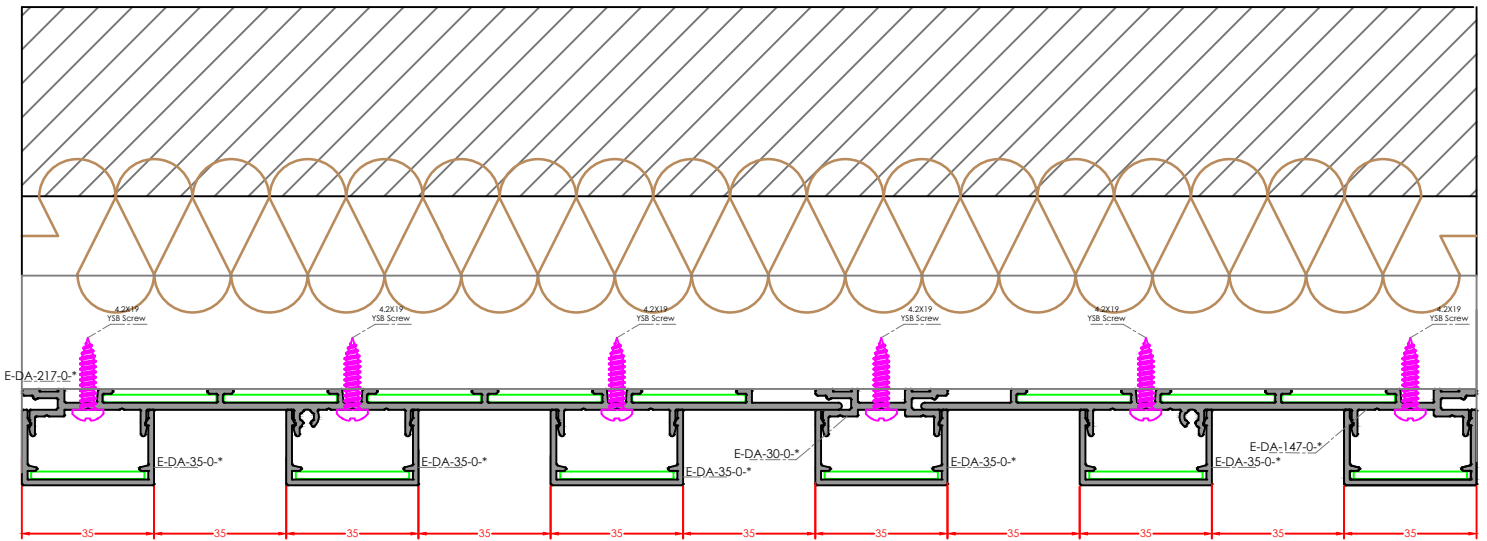 4.2X19
YSB Screw
4.2X19
YSB Screw
4.2X19
YSB Screw
4.2X19
YSB Screw
4.2X19
YSB Screw
4.2X19
YSB Screw
E-DA-217-0-*
E-DA-30-0-*
E-DA-147-0-*
E-DA-35-0-*
E-DA-35-0-*
E-DA-35-0-*
E-DA-35-0-*
E-DA-35-0-*
35
35
35
35
35
35
35
35
35
35
35